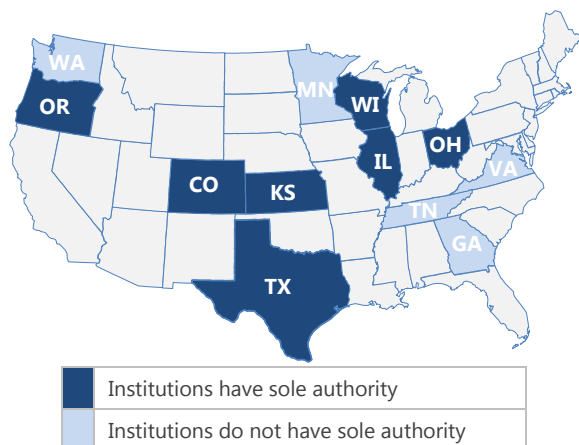 WA
OR
MN
WI
IL
OH
VA
CO
KS
TN
GA
TX
Institutions have sole authority
Institutions do not have sole authority